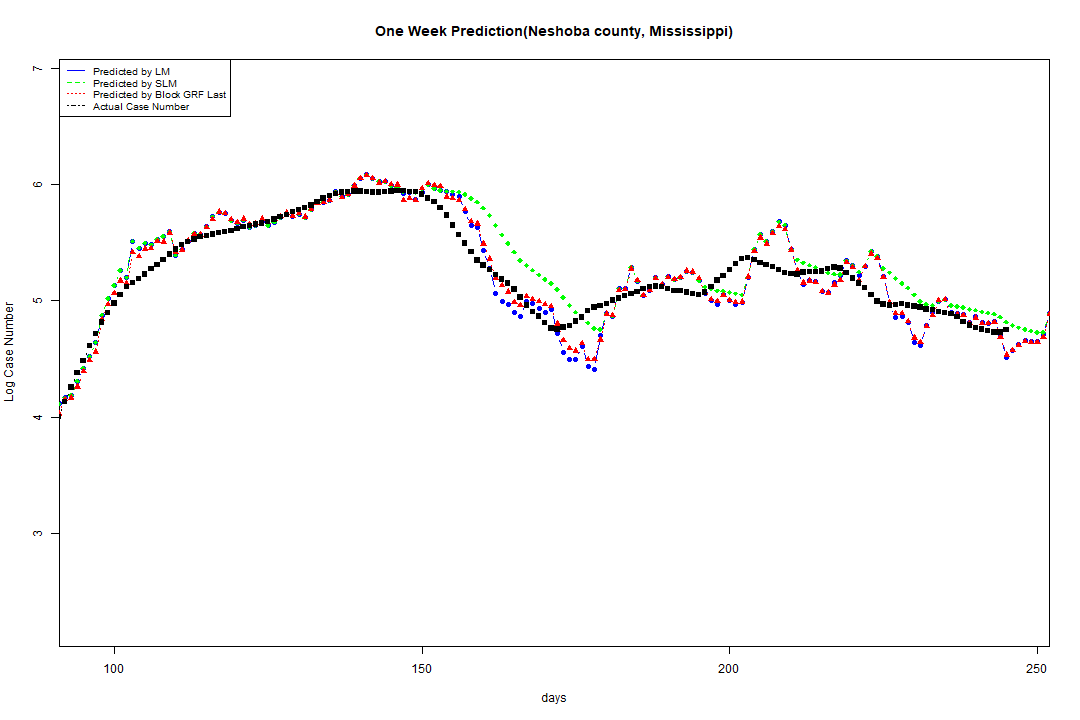 One Week Prediction(Neshoba county, Mississippi)
Predicted by LM
Predicted by SLM
Predicted by Block GRF Last
Actual Case Number
7
6
5
4
3
Log Case Number
100 150 200 250
days